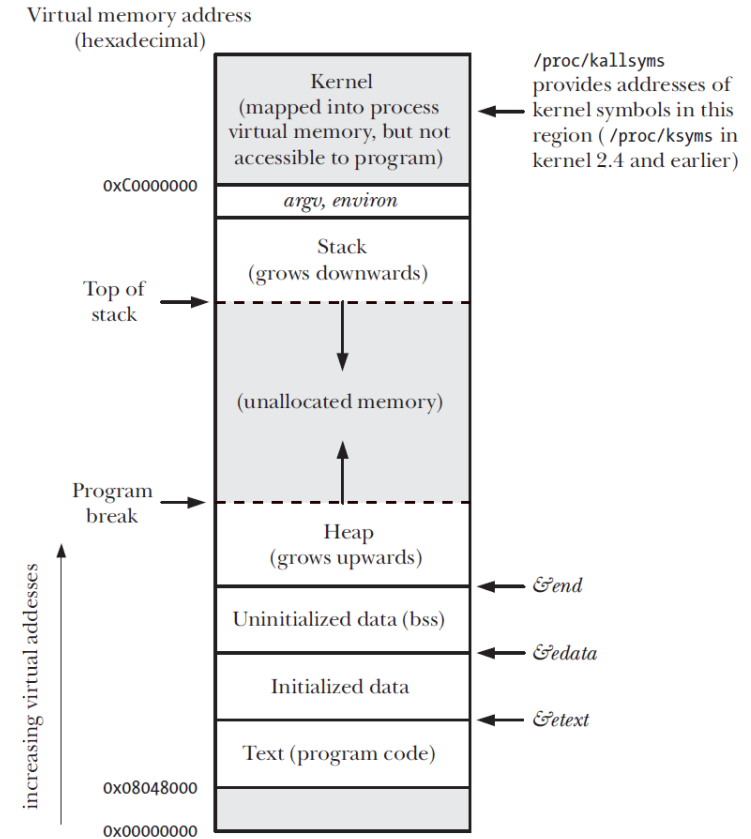 Virtual memory address
(hexadecimal)
/proc/kallsyms
provides addresses of
kernel symbols in this
region ( /proc/ksyms in
kernel 2.4 and earlier)
Kernel
(mapped into process
virtual memory, but not
accessible to program)
0xC0000000
argv, environ
Stack
(grows downwards)
Top of
stack
(unallocated memory)
Program
break
Heap
(grows upwards)
&end
Uninitialized data (bss)
&edata
Initialized data
&etext
Text (program code)
0x08048000
0x00000000
increasing virtual addesses